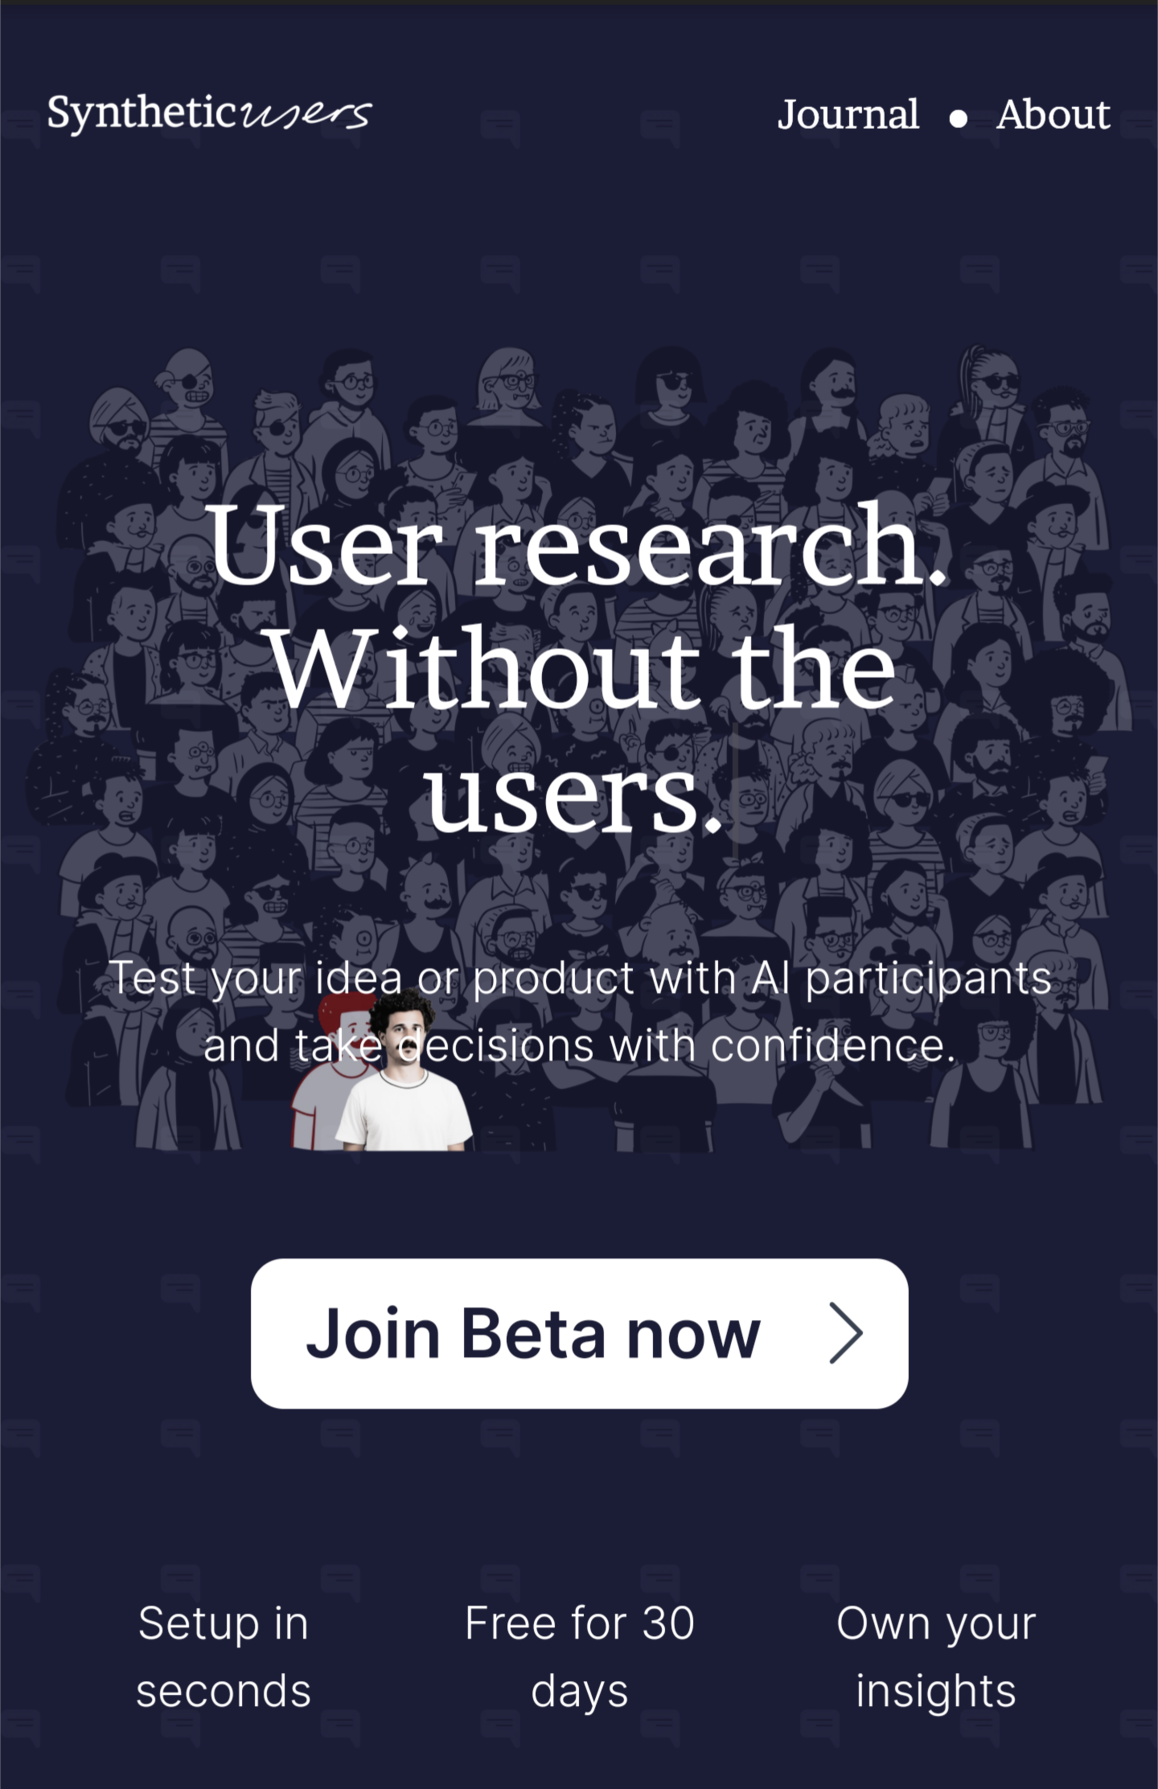 Syntheticusers
Journal • About
User research.
Without the
users.
Test your idea or product with AI participants
and take decisions with confidence.
Join Beta now
Setup in
seconds
Free for 30
days
Own your
insights